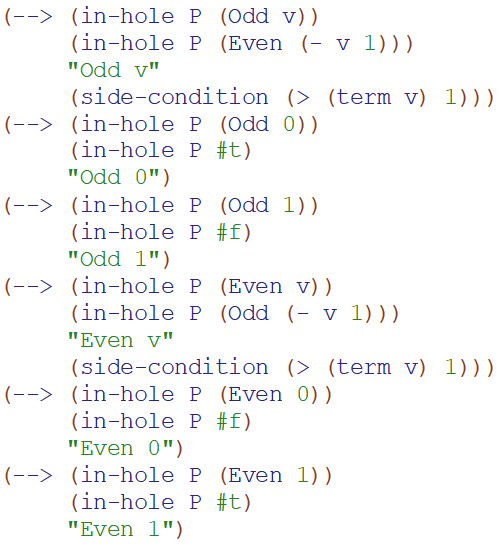 (--> (in-hole P (Odd v))
(in-hole P (Even (- v 1)))
"Odd v"
(side-condition (> (term v) 1)))
(--> (in-hole P (Odd 0))
(in-hole P #t)
"Odd 0")
(--> (in-hole P (Odd 1))
(in-hole P #f)
"Odd 1")
(--> (in-hole P (Even v))
(in-hole P (Odd (- v 1)))
"Even v"
(side-condition (> (term v) 1)))
(--> (in-hole P (Even 0))
(in-hole P #f)
"Even 0")
(--> (in-hole P (Even 1))
(in-hole P #t)
"Even 1")